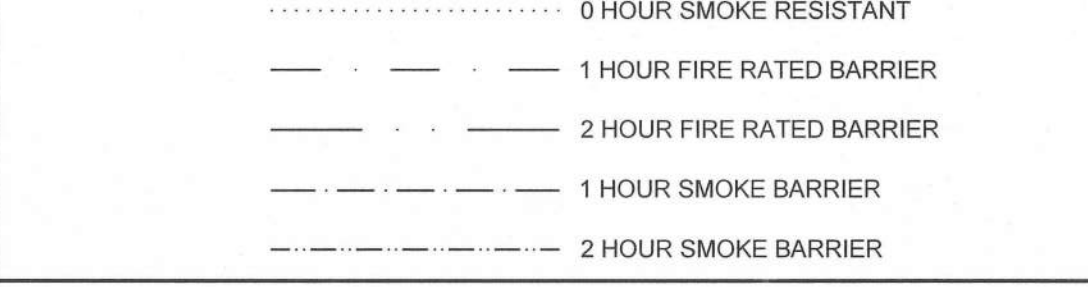 0 HOUR SMOKE RESISTANT
1 HOUR FIRE RATED BARRIER
2 HOUR FIRE RATED BARRIER
1 HOUR SMOKE BARRIER
2 HOUR SMOKE BARRIER